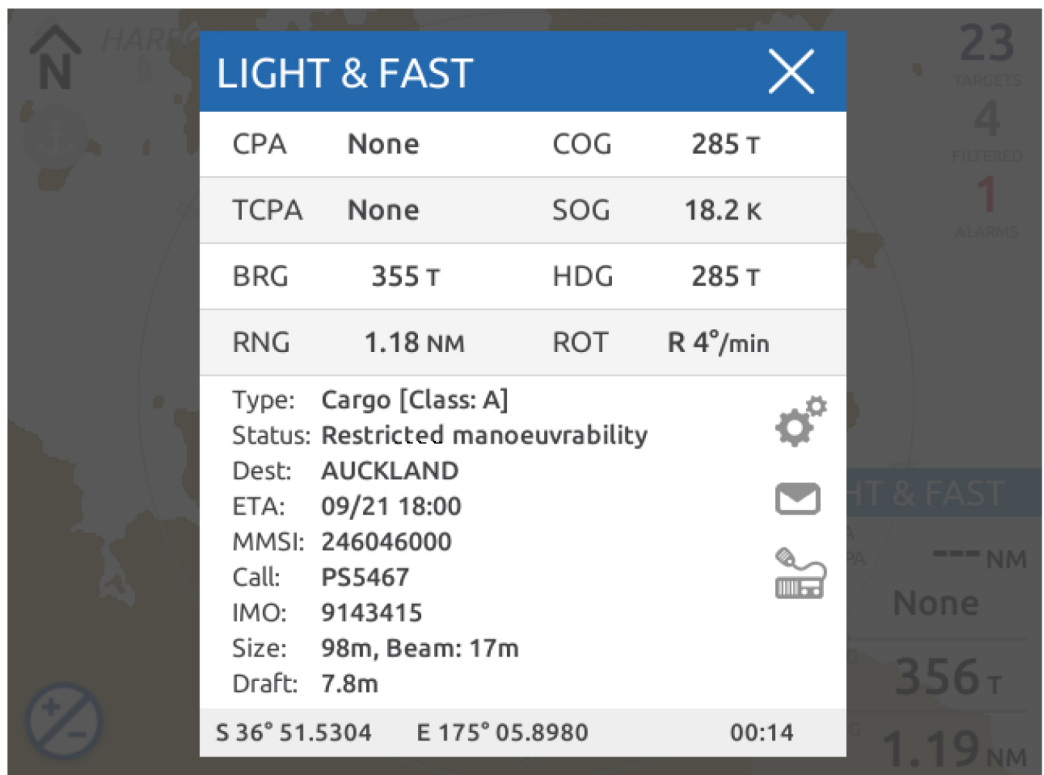 HARB
N
23
TARGETS
4
FILTERED
1
ALARMS
LIGHT & FAST
CPA None COG 285 T
TCPA None SOG 18.2 K
BRG 355 T HDG 285 T
RNG 1.18 NM ROT R 4°/min
Type: Cargo [Class: A]
Status: Restricted manoeuvrability
Dest: AUCKLAND
ETA: 09/21 18:00
MMSI: 246046000
Call: PS5467
IMO: 9143415
Size: 98m, Beam: 17m
Draft: 7.8m
S 36° 51.5304 E 175° 05.8980 00:14
HT & FAST
A
PA
--- NM
None
G
356 T
G
1.19 NM